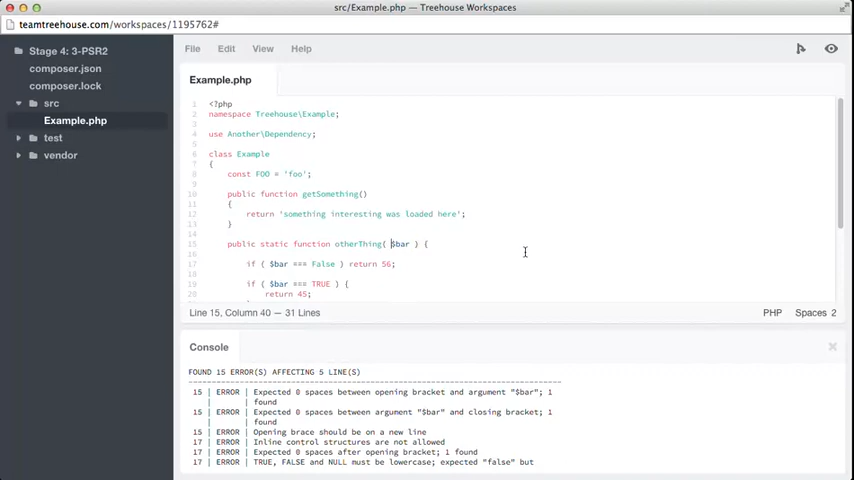 src/Example.php — Treehouse Workspaces
teamtreehouse.com/workspaces/1195762#
Stage 4: 3-PSR2
composer.json
composer.lock
src
Example.php
test
vendor
File Edit View Help
Example.php
1 <?php
2 namespace Treehouse\Example;
3
4 use Another\Dependency;
5
6 class Example
7 {
8 const FOO = 'foo';
9
10 public function getSomething()
11 {
12 return 'something interesting was loaded here';
13 }
14
15 public static function otherThing( $bar ) {
16
17 if ( $bar === False ) return 56;
18
19 if ( $bar === TRUE ) {
20 return 45;
Line 15, Column 40 — 31 Lines
PHP Spaces 2
Console
FOUND 15 ERROR(S) AFFECTING 5 LINE(S)
--------------------------------------------------------------------------------
15 | ERROR | Expected 0 spaces between opening bracket and argument "$bar"; 1
| | found
15 | ERROR | Expected 0 spaces between argument "$bar" and closing bracket; 1
| | found
15 | ERROR | Opening brace should be on a new line
17 | ERROR | Inline control structures are not allowed
17 | ERROR | Expected 0 spaces after opening bracket; 1 found
17 | ERROR | TRUE, FALSE and NULL must be lowercase; expected "false" but